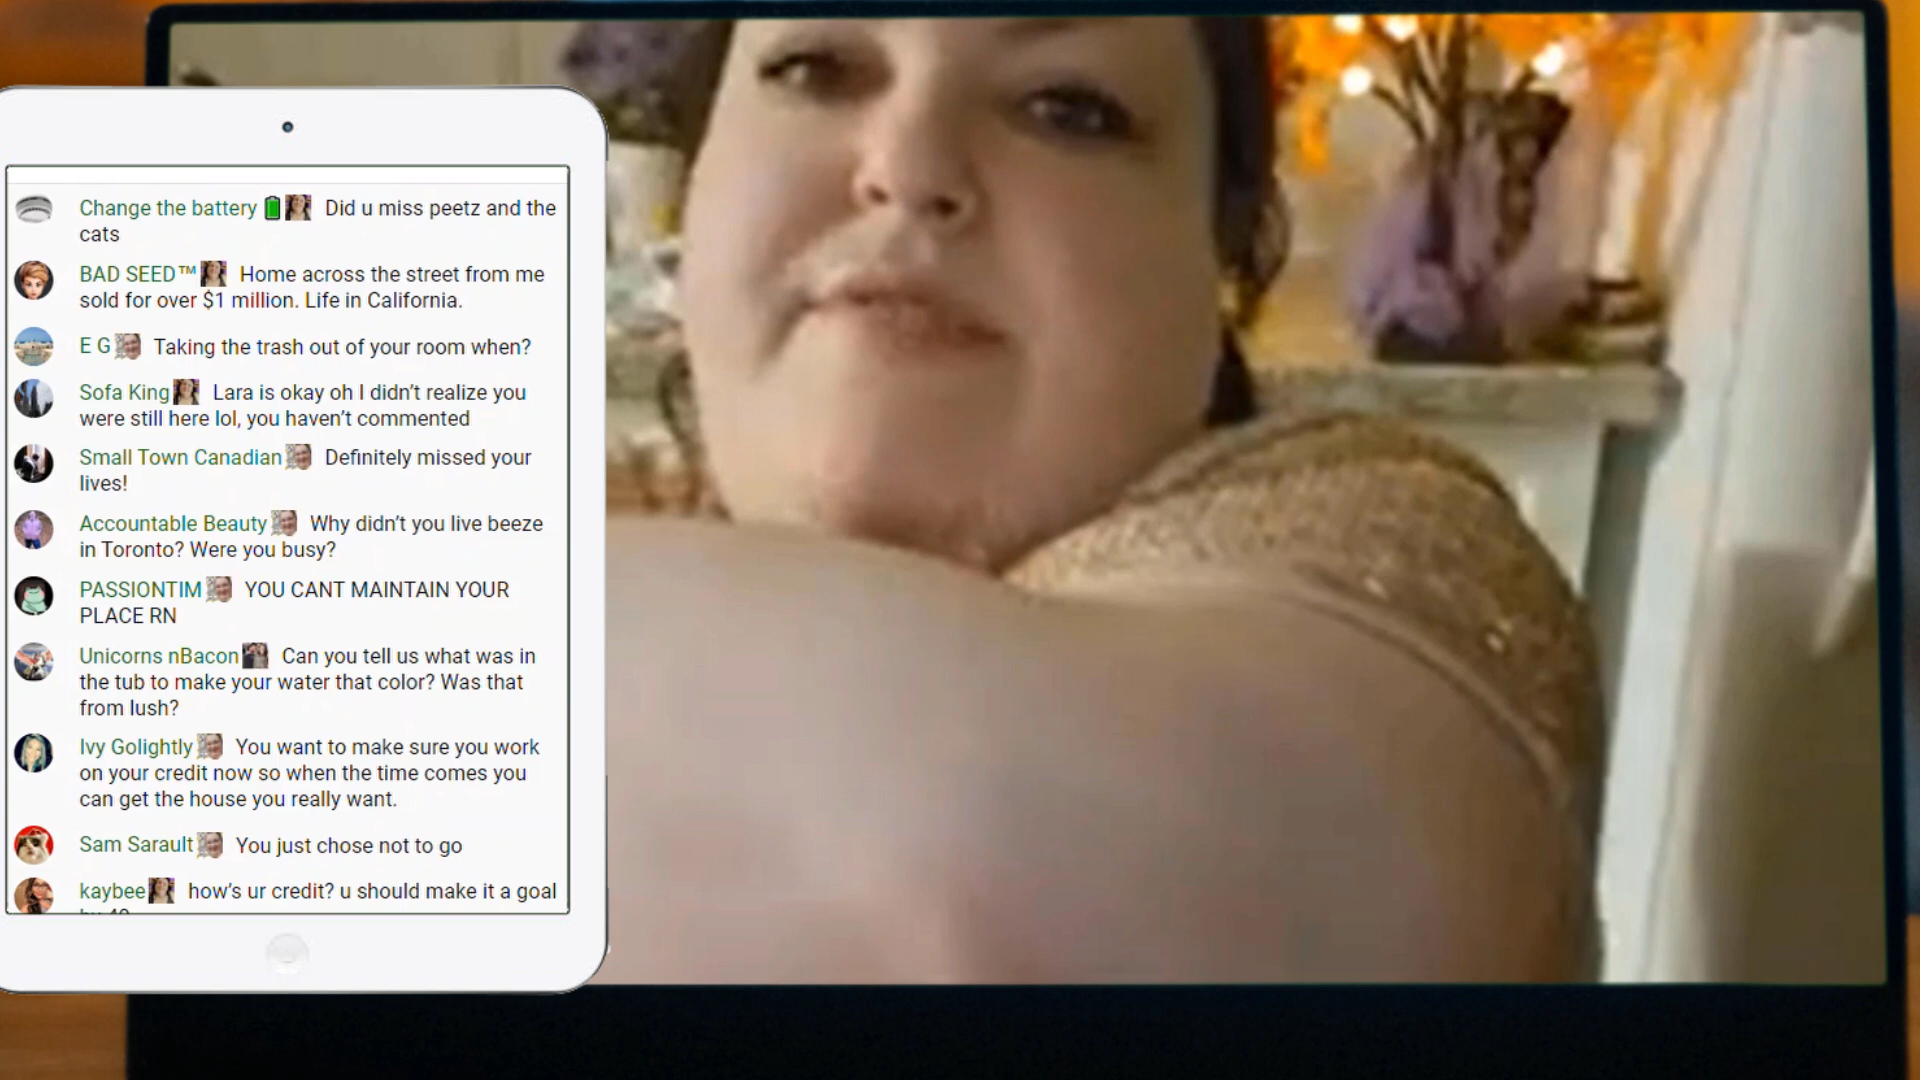 Change the battery Did u miss peetz and the
cats
BAD SEED™ Home across the street from me
sold for over $1 million. Life in California.
E G Taking the trash out of your room when?
Sofa King Lara is okay oh I didn't realize you
were still here lol, you haven't commented
Small Town Canadian Definitely missed your
lives!
Accountable Beauty Why didn't you live beeze
in Toronto? Were you busy?
PASSIONTIM YOU CANT MAINTAIN YOUR
PLACE RN
Unicorns nBacon Can you tell us what was in
the tub to make your water that color? Was that
from lush?
Ivy Golightly You want to make sure you work
on your credit now so when the time comes you
can get the house you really want.
Sam Sarault You just chose not to go
kaybee how's ur credit? u should make it a goal